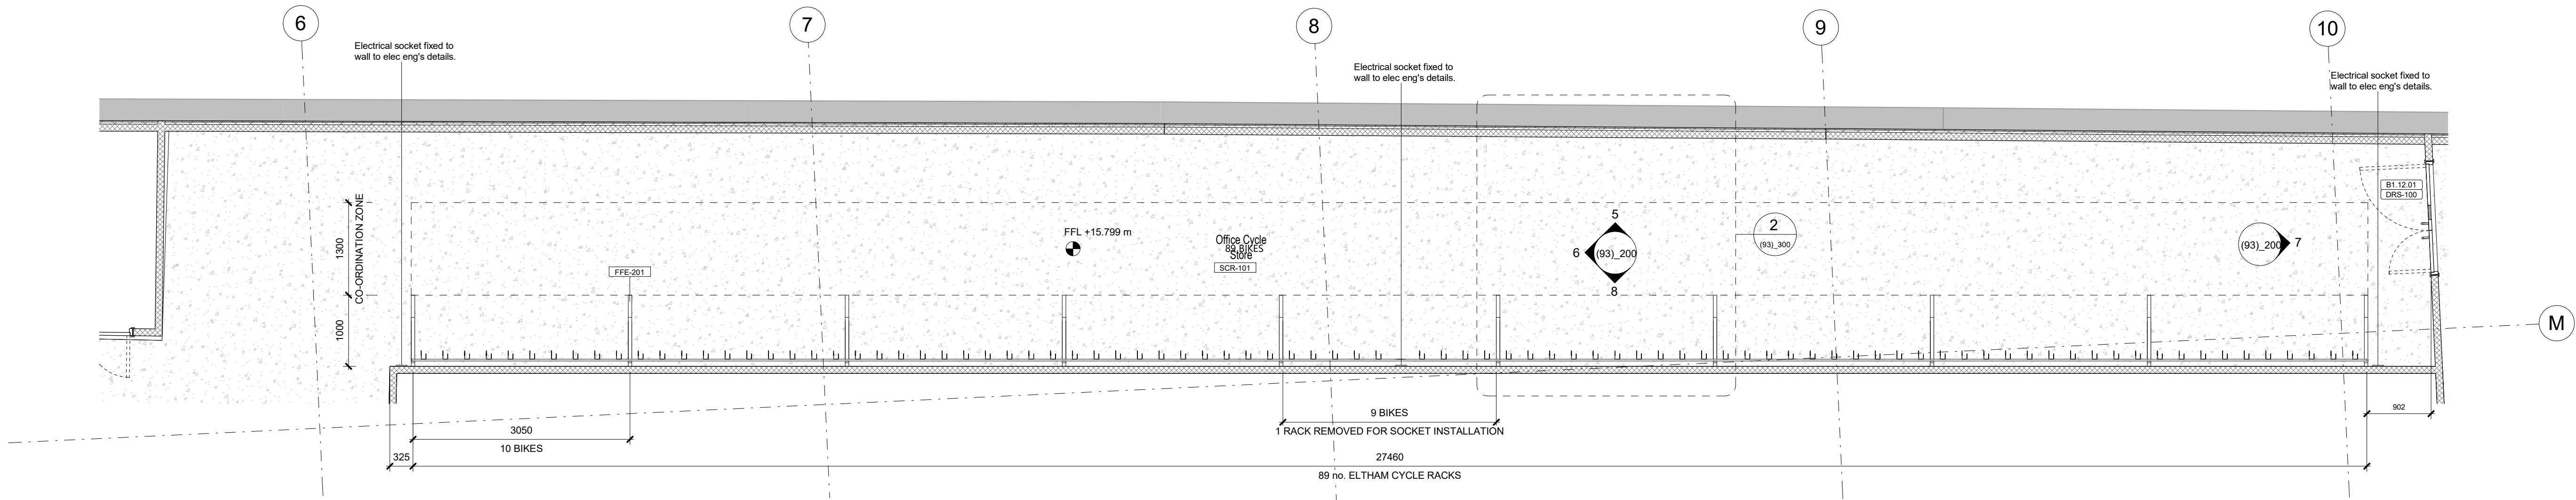 6
7
8
9
10
Electrical socket fixed to
wall to elec eng's details.
Electrical socket fixed to
wall to elec eng's details.
Electrical socket fixed to
wall to elec eng's details.
B1.12.01
DRS-100
CO-ORDINATION ZONE
1300
1000
FFL +15.799 m
Office Cycle
89 BIKES
Store
SCR-101
FFE-201
5
6
(93)_200
8
2
(93)_300
(93)_200
7
M
3050
10 BIKES
9 BIKES
1 RACK REMOVED FOR SOCKET INSTALLATION
902
325
27460
89 no. ELTHAM CYCLE RACKS